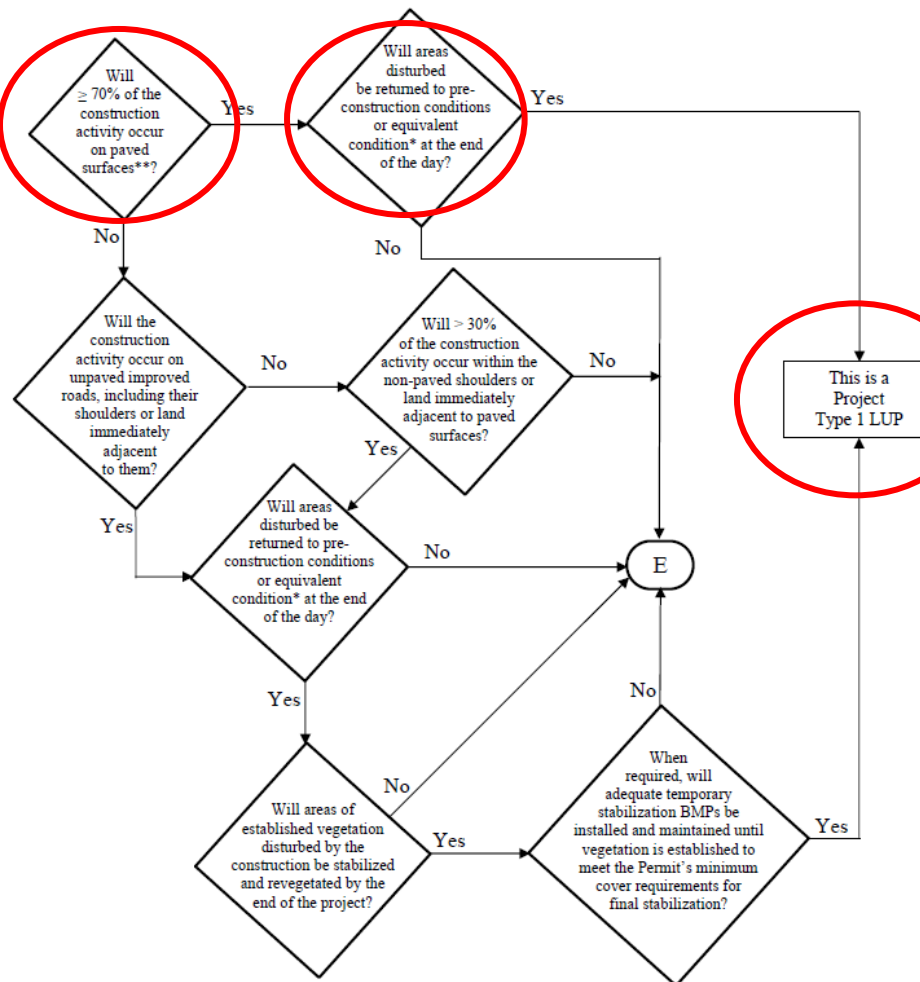 Will
≥ 70% of the
construction
activity occur
on paved
surfaces**?
Yes
Will areas
disturbed
be returned to pre-
construction conditions
or equivalent
condition* at the end
of the day?
Yes
No
No
Will the
construction
activity occur on
unpaved improved
roads, including their
shoulders or land
immediately
adjacent
to them?
No
Will > 30%
of the construction
activity occur within the
non-paved shoulders or
land immediately
adjacent to paved
surfaces?
No
This is a
Project
Type 1 LUP
Yes
Yes
Will areas
disturbed be
returned to pre-
construction conditions
or equivalent
condition* at the end
of the day?
No
E
Yes
No
No
Will areas of
established vegetation
disturbed by the
construction be stabilized
and revegetated by the
end of the project?
Yes
When
required, will
adequate temporary
stabilization BMPs be
installed and maintained until
vegetation is established to
meet the Permit's minimum
cover requirements for
final stabilization?
Yes